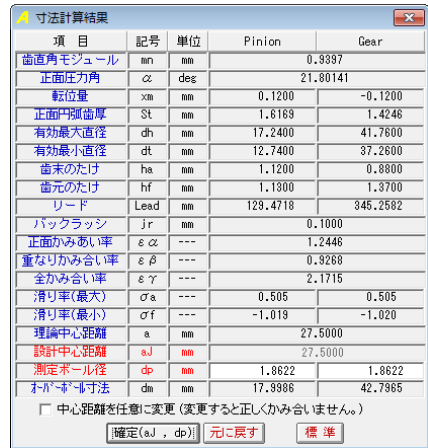 寸法計算結果
項 目 記号 単位 Pinion Gear
歯直角モジュール mn mm 0.9397
正面圧力角 α deg 21.80141
転位量 xm mm 0.1200 -0.1200
正面円弧歯厚 St mm 1.6169 1.4246
有効最大直径 dh mm 17.2400 41.7600
有効最小直径 dt mm 12.7400 37.2600
歯末のたけ ha mm 1.1200 0.8800
歯元のたけ hf mm 1.1300 1.3700
リード Lead mm 129.4718 345.2582
バックラッシ jr mm 0.1000
正面かみあい率 εα --- 1.2446
重なりかみ合い率 εβ --- 0.9268
全かみ合い率 εγ --- 2.1715
滑り率(最大) σa --- 0.505 0.505
滑り率(最小) σf --- -1.019 -1.020
理論中心距離 a mm 27.5000
設計中心距離 aJ mm 27.5000
測定ボール径 dp mm 1.8622 1.8622
オーバーボール寸法 dm mm 17.9986 42.7965
中心距離を任意に変更(変更すると正しくかみ合いません。)
確定(aJ , dp) 元に戻す 標 準